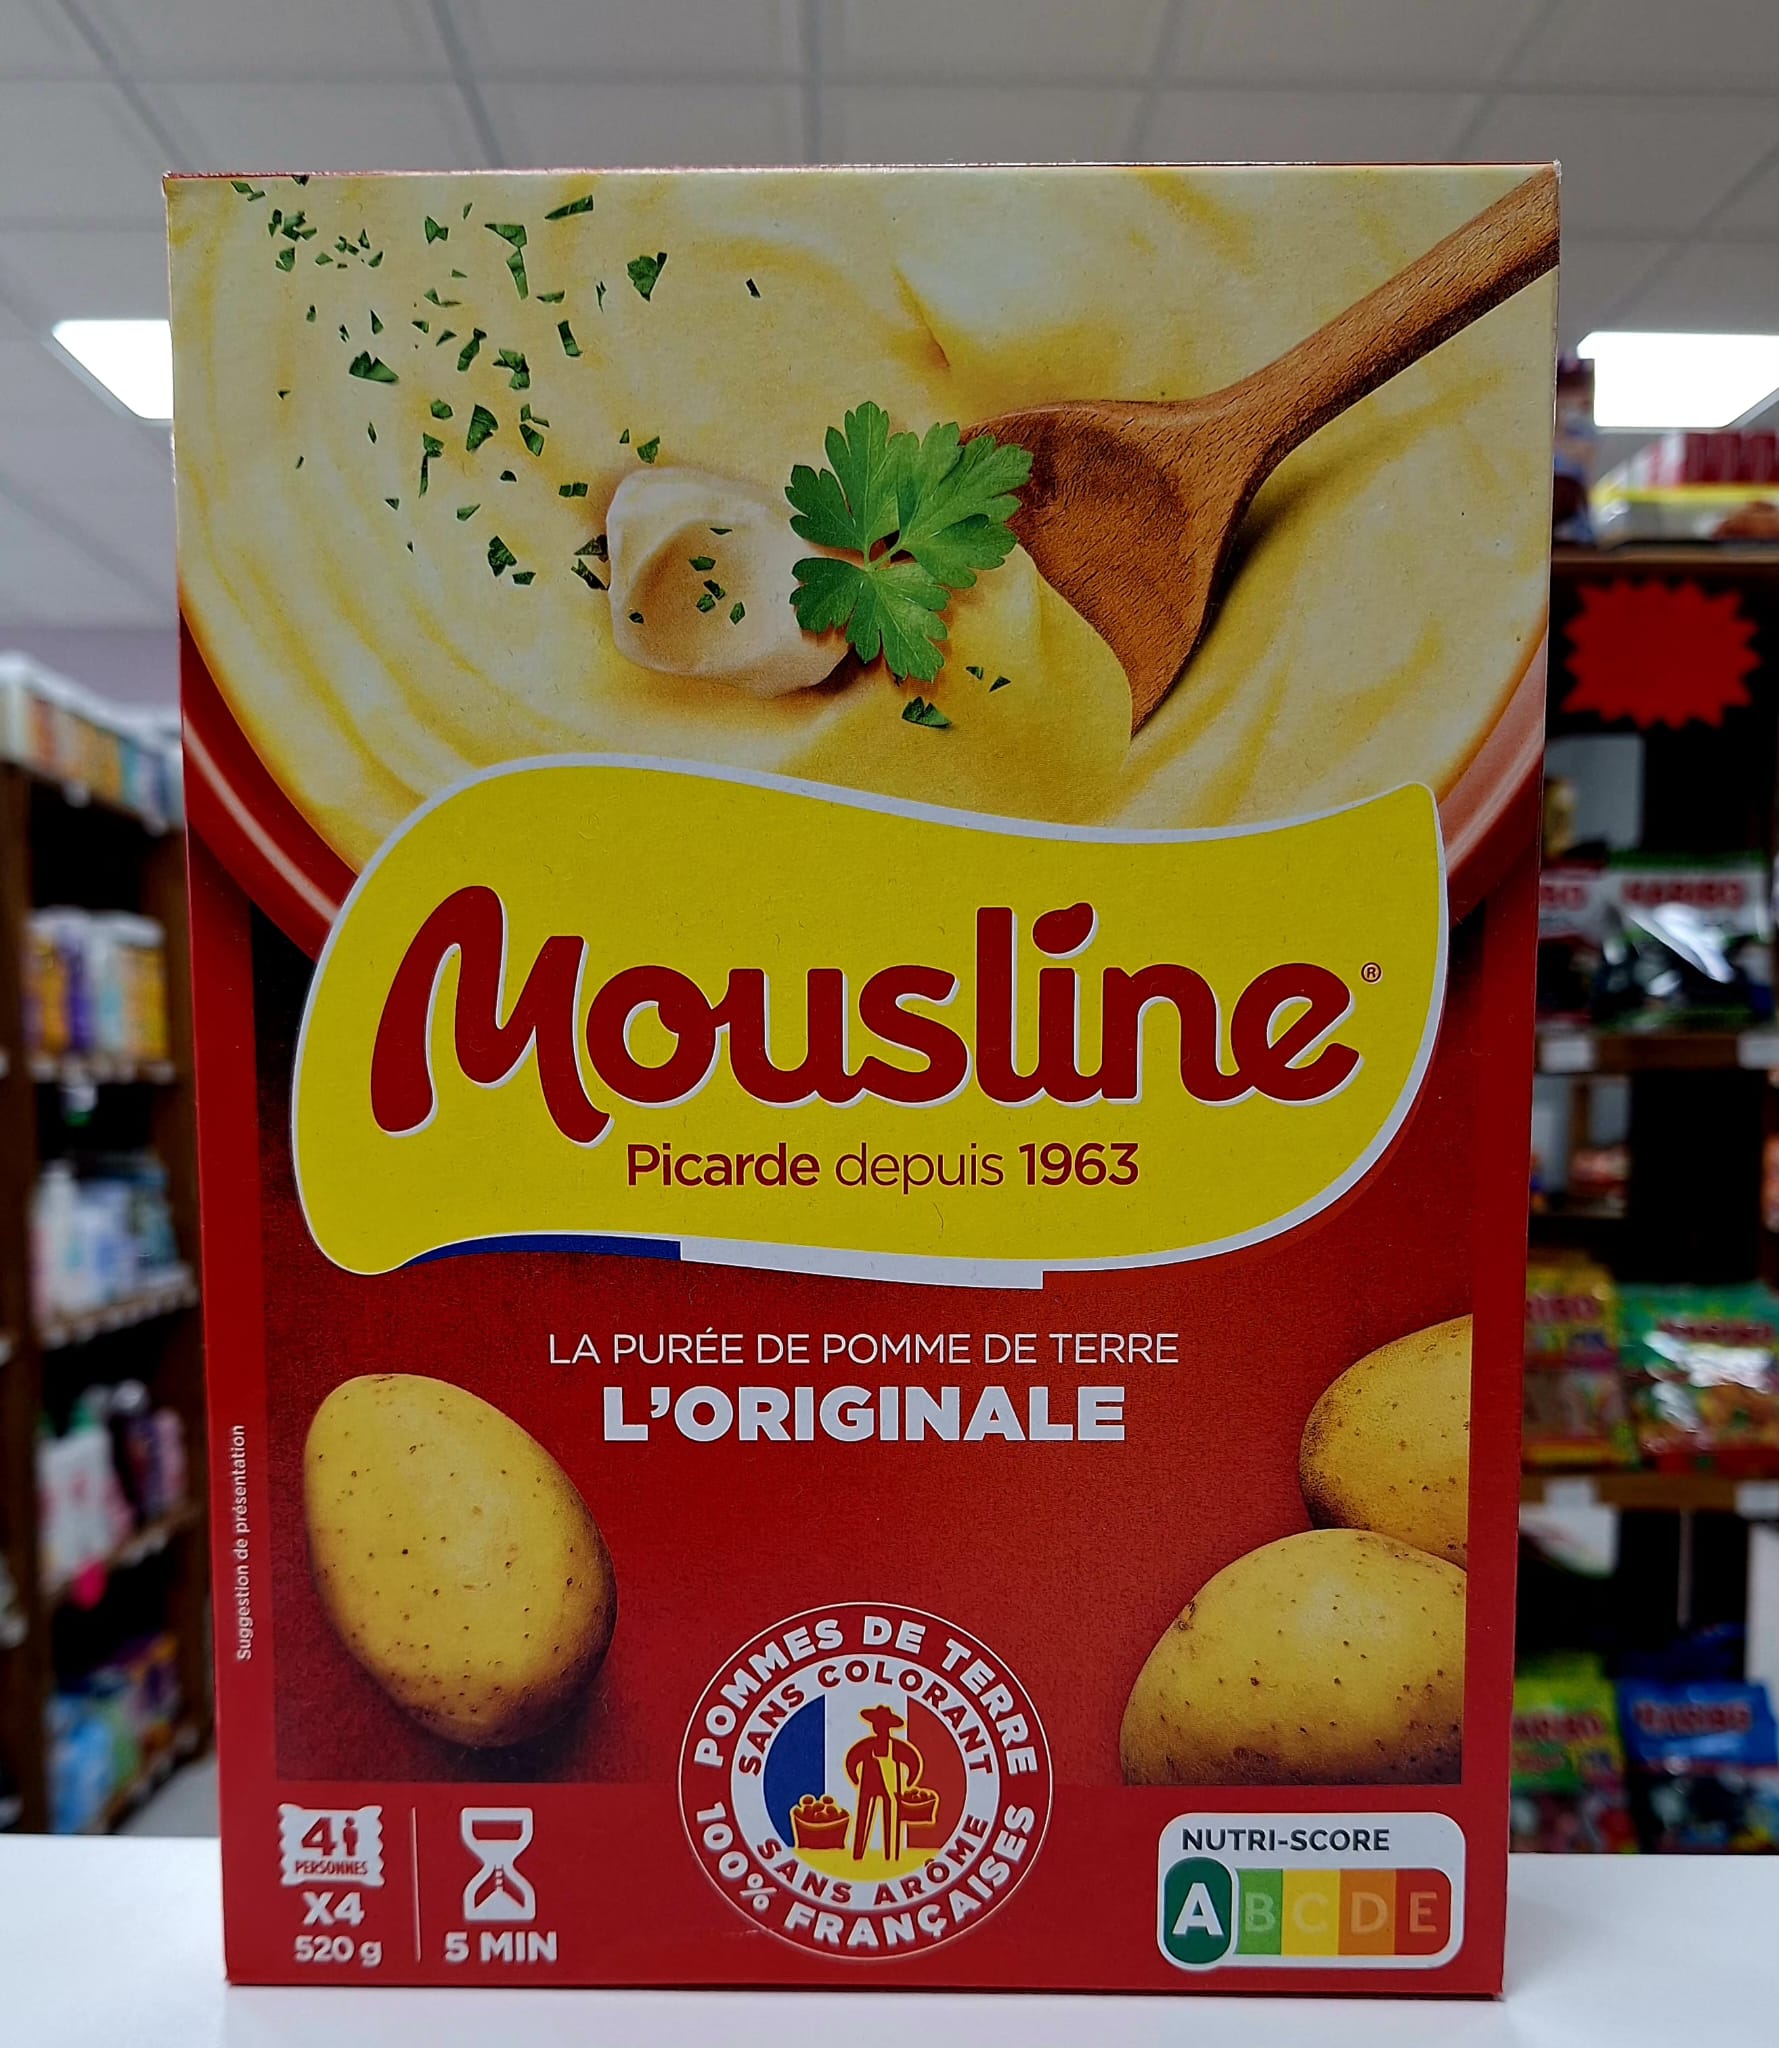 Mousline®
Picarde depuis 1963
LA PURÉE DE POMME DE TERRE
L'ORIGINALE
Suggestion de présentation
POMMES DE TERRE
SANS COLORANT
SANS ARÔME
100% FRANÇAISES
4
PERSONNES
X4
520 g
5 MIN
NUTRI-SCORE
A B C D E
HARIBO